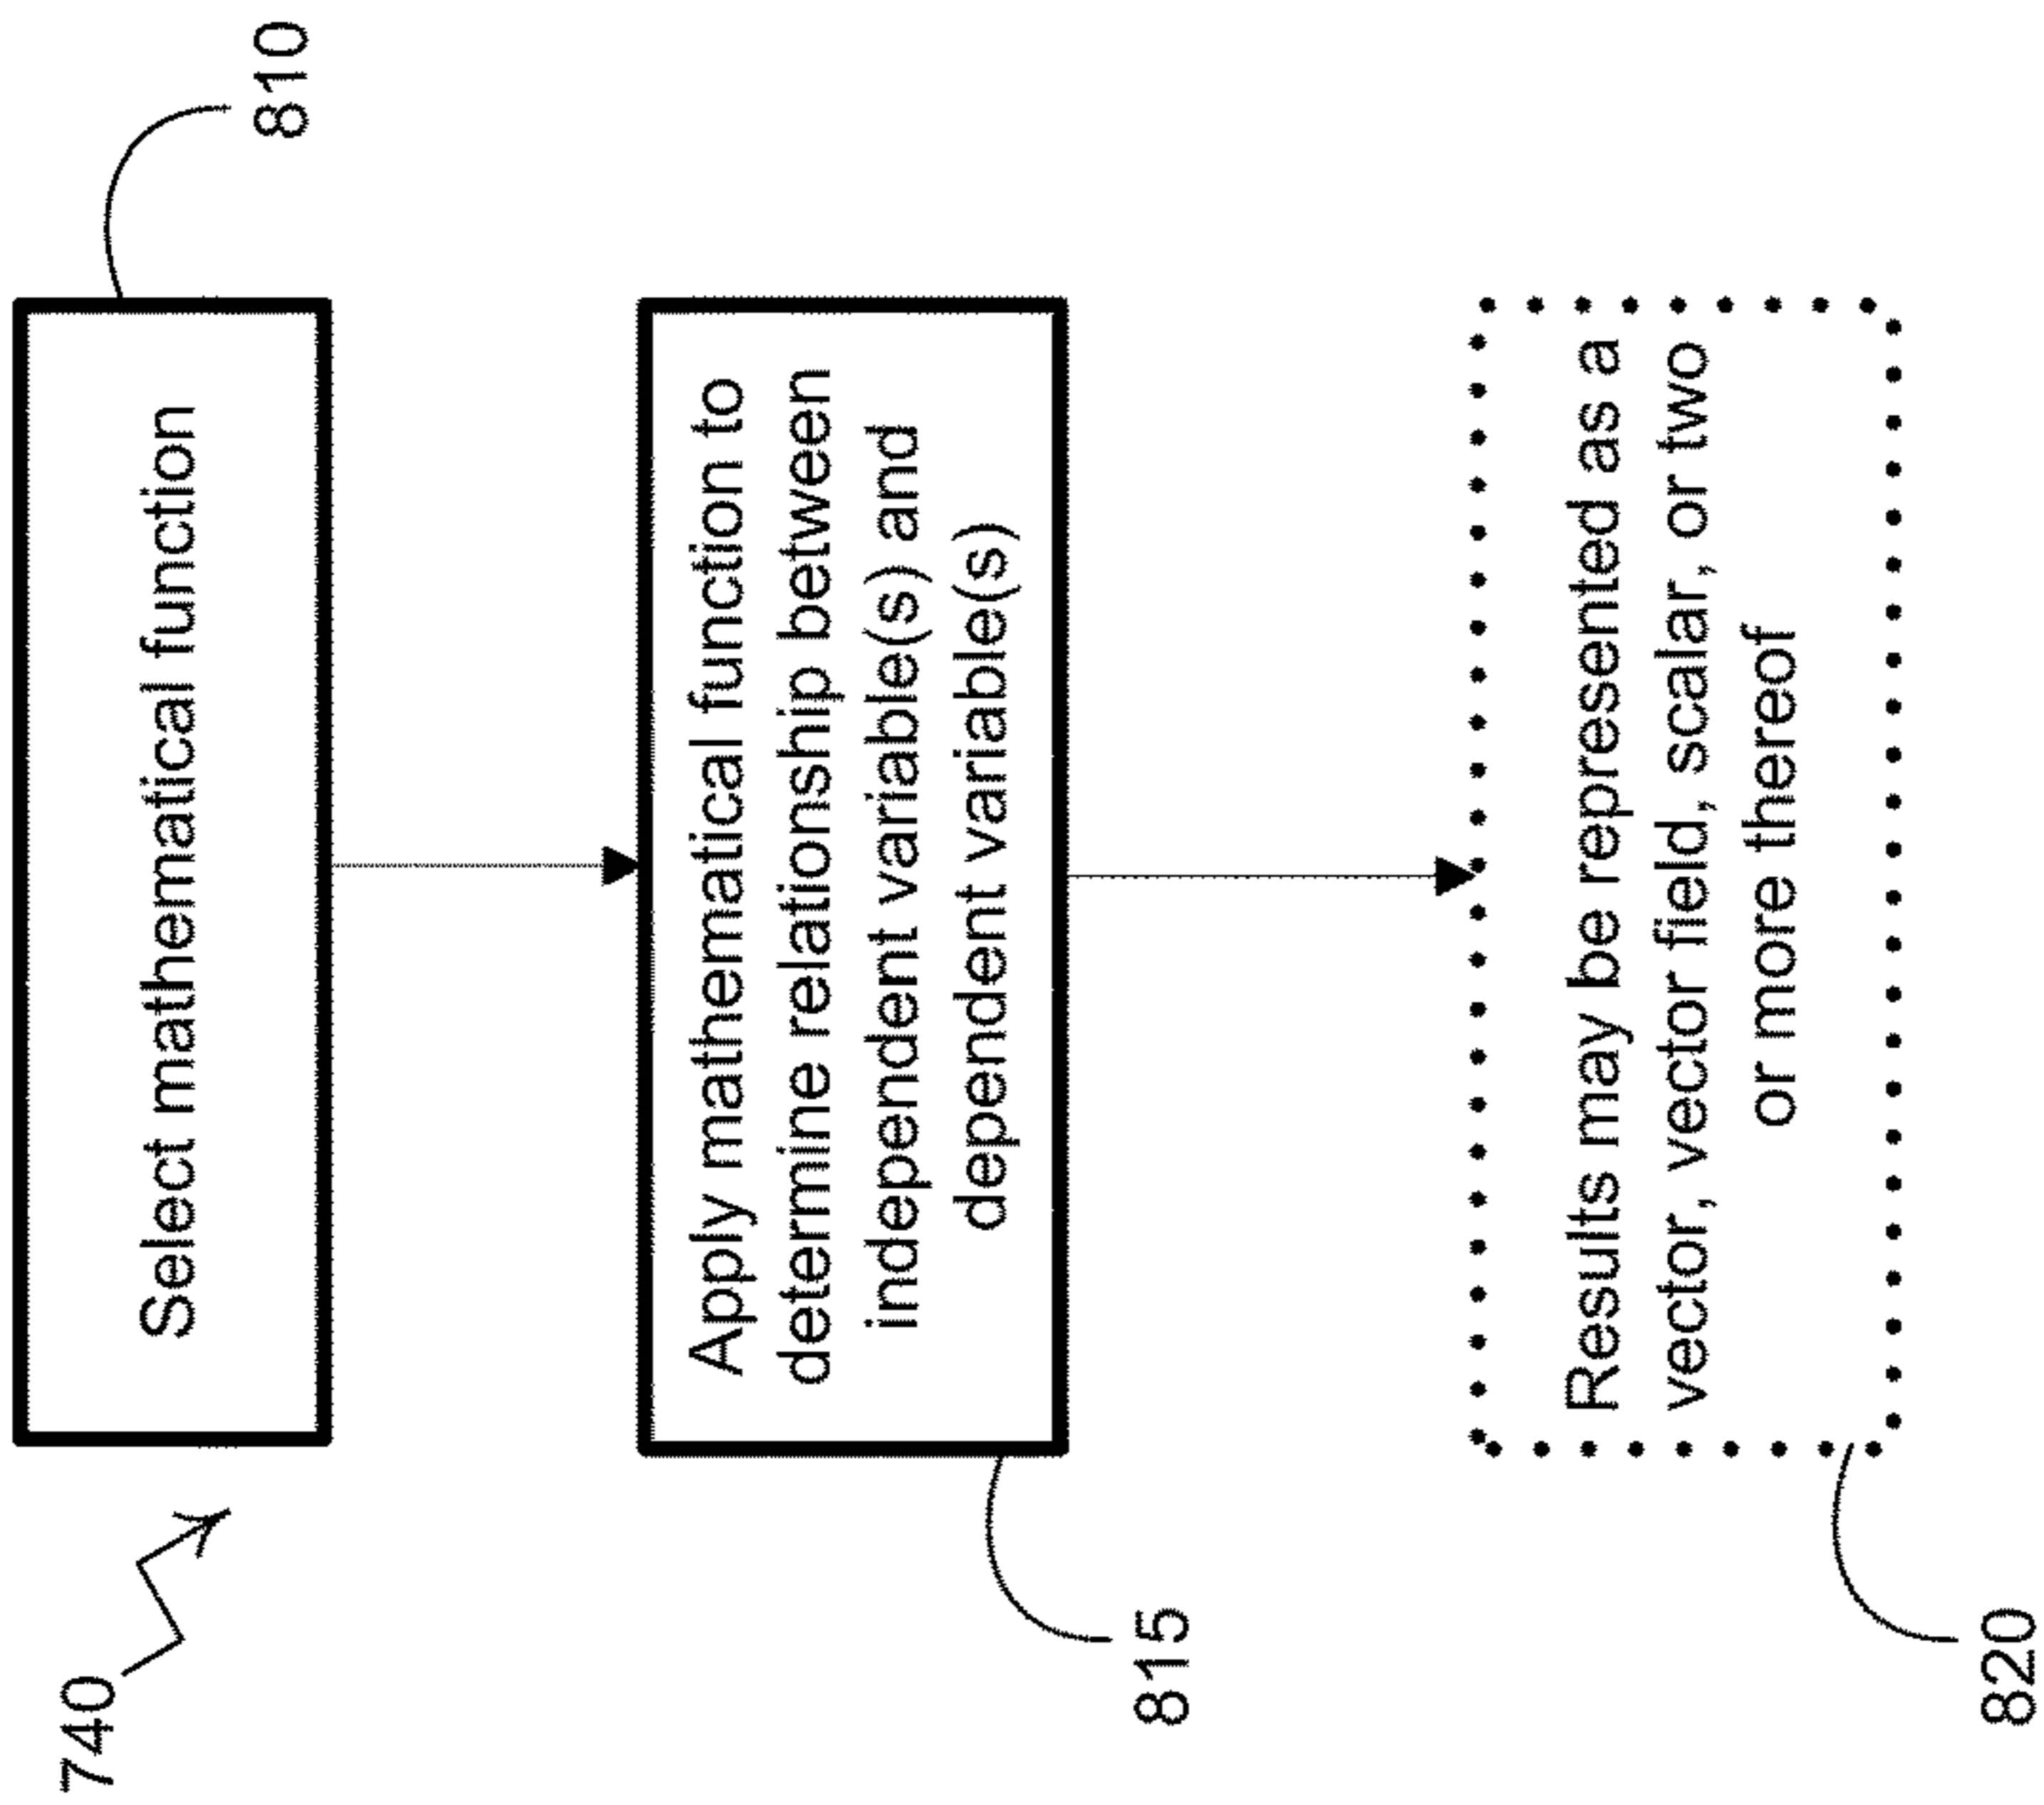 740
Select mathematical function
810
Apply mathematical function to
determine relationship between
independent variable(s) and
dependent variable(s)
815
Results may be represented as a
vector, vector field, scalar, or two
or more thereof
820